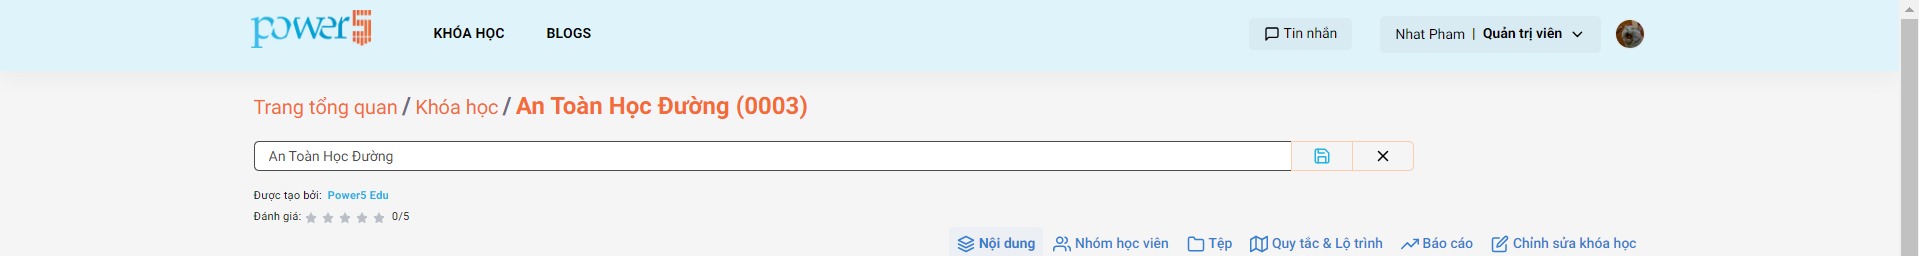 power5 KHÓA HỌC BLOGS Tin nhắn Nhat Pham | Quản trị viên
Trang tổng quan / Khóa học / An Toàn Học Đường (0003)
An Toàn Học Đường
Được tạo bởi: Power5 Edu
Đánh giá: 0/5
Nội dung Nhóm học viên Tệp Quy tắc & Lộ trình Báo cáo Chỉnh sửa khóa học